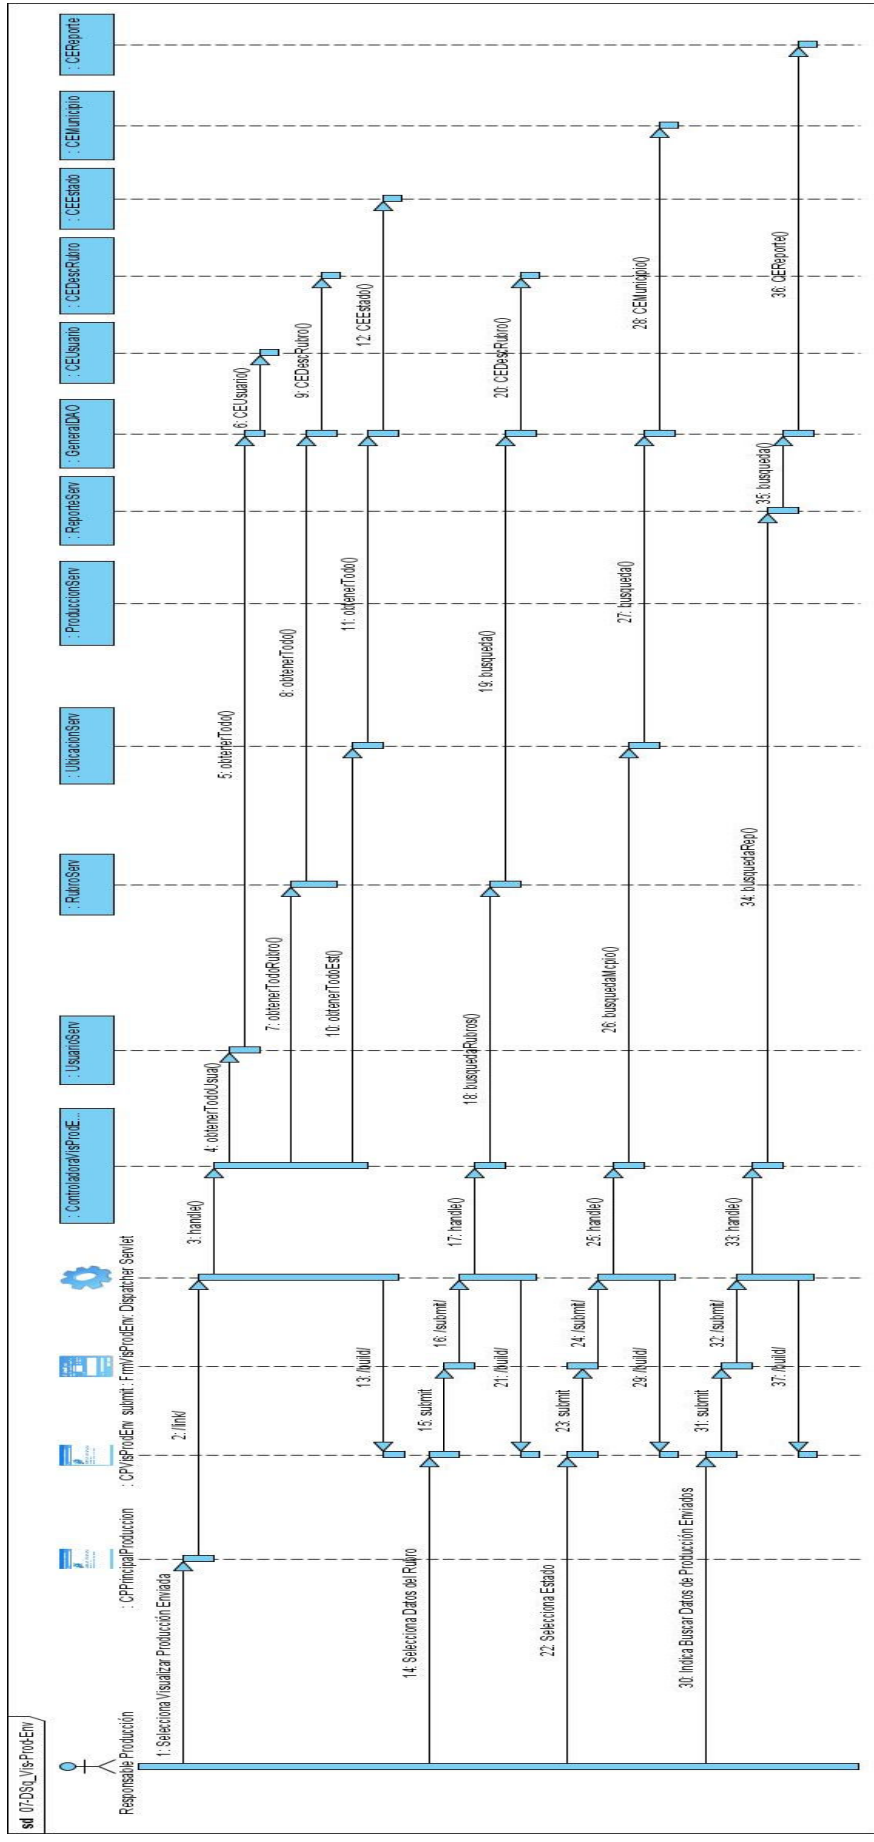 sd 07-DSq_Vis-Prod-Env
Responsable Producción
: CPPrincipalProduccion
: CPVisProdEnv
submit : FrmVisProdEnv
: Dispatcher Servlet
: ControladoraVisProdE...
: UsuarioServ
: RubroServ
: UbicacionServ
: ProduccionServ
: ReporteServ
: GeneralDAO
: CEUsuario
: CEDescRubro
: CEEstado
: CEMunicipio
: CEReporte
1: Selecciona Visualizar Producción Enviada
2: /link/
3: handle()
4: obtenerTodoUsua()
5: obtenerTodo()
6: CEUsuario()
7: obtenerTodoRubro()
8: obtenerTodo()
9: CEDescRubro()
10: obtenerTodoEst()
11: obtenerTodo()
12: CEEstado()
13: /build/
14: Selecciona Datos del Rubro
15: submit
16: /submit/
17: handle()
18: busquedaRubros()
19: busqueda()
20: CEDescRubro()
21: /build/
22: Selecciona Estado
23: submit
24: /submit/
25: handle()
26: busquedaMcpio()
27: busqueda()
28: CEMunicipio()
29: /build/
30: Indica Buscar Datos de Producción Enviados
31: submit
32: /submit/
33: handle()
34: busquedaRep()
35: busqueda()
36: CEReporte()
37: /build/